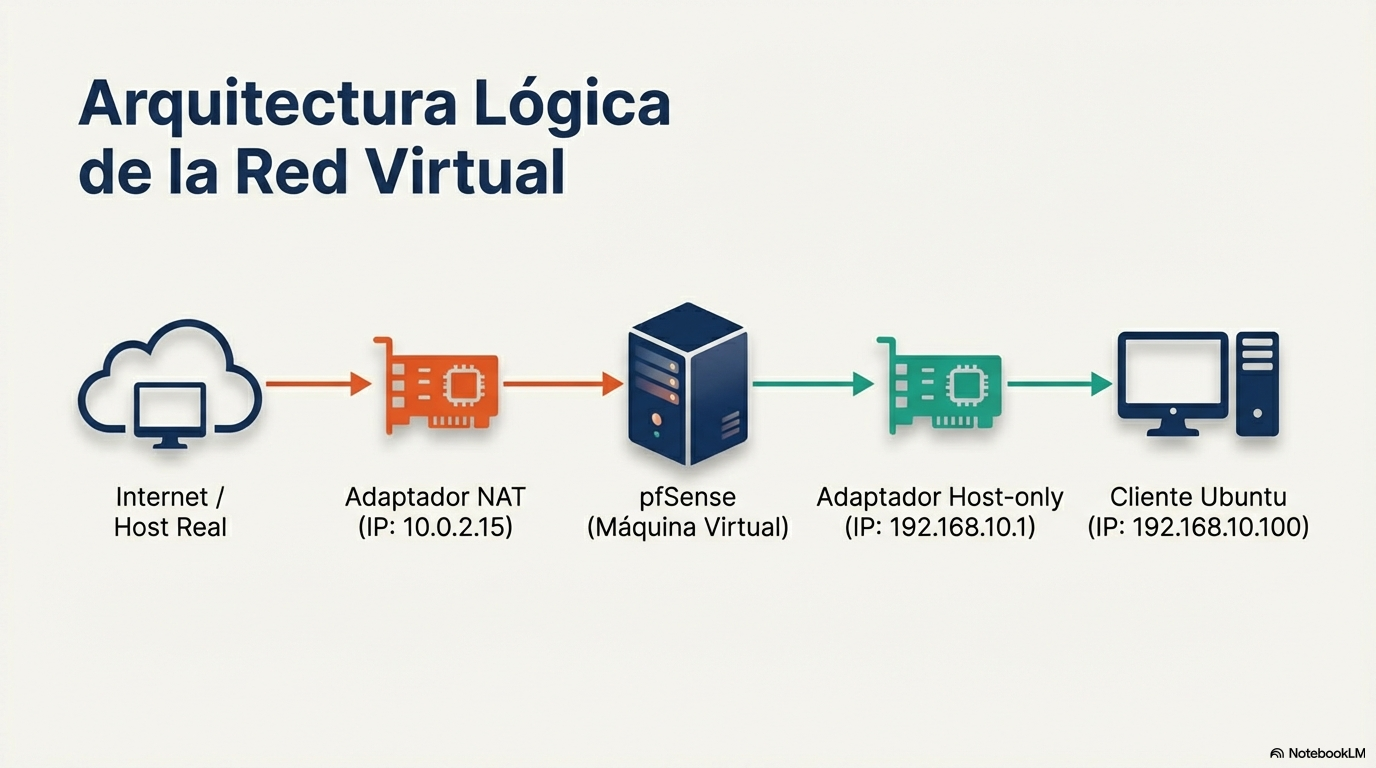 Arquitectura Lógica
de la Red Virtual
Internet /
Host Real
Adaptador NAT
(IP: 10.0.2.15)
pfSense
(Máquina Virtual)
Adaptador Host-only
(IP: 192.168.10.1)
Cliente Ubuntu
(IP: 192.168.10.100)
NotebookLM